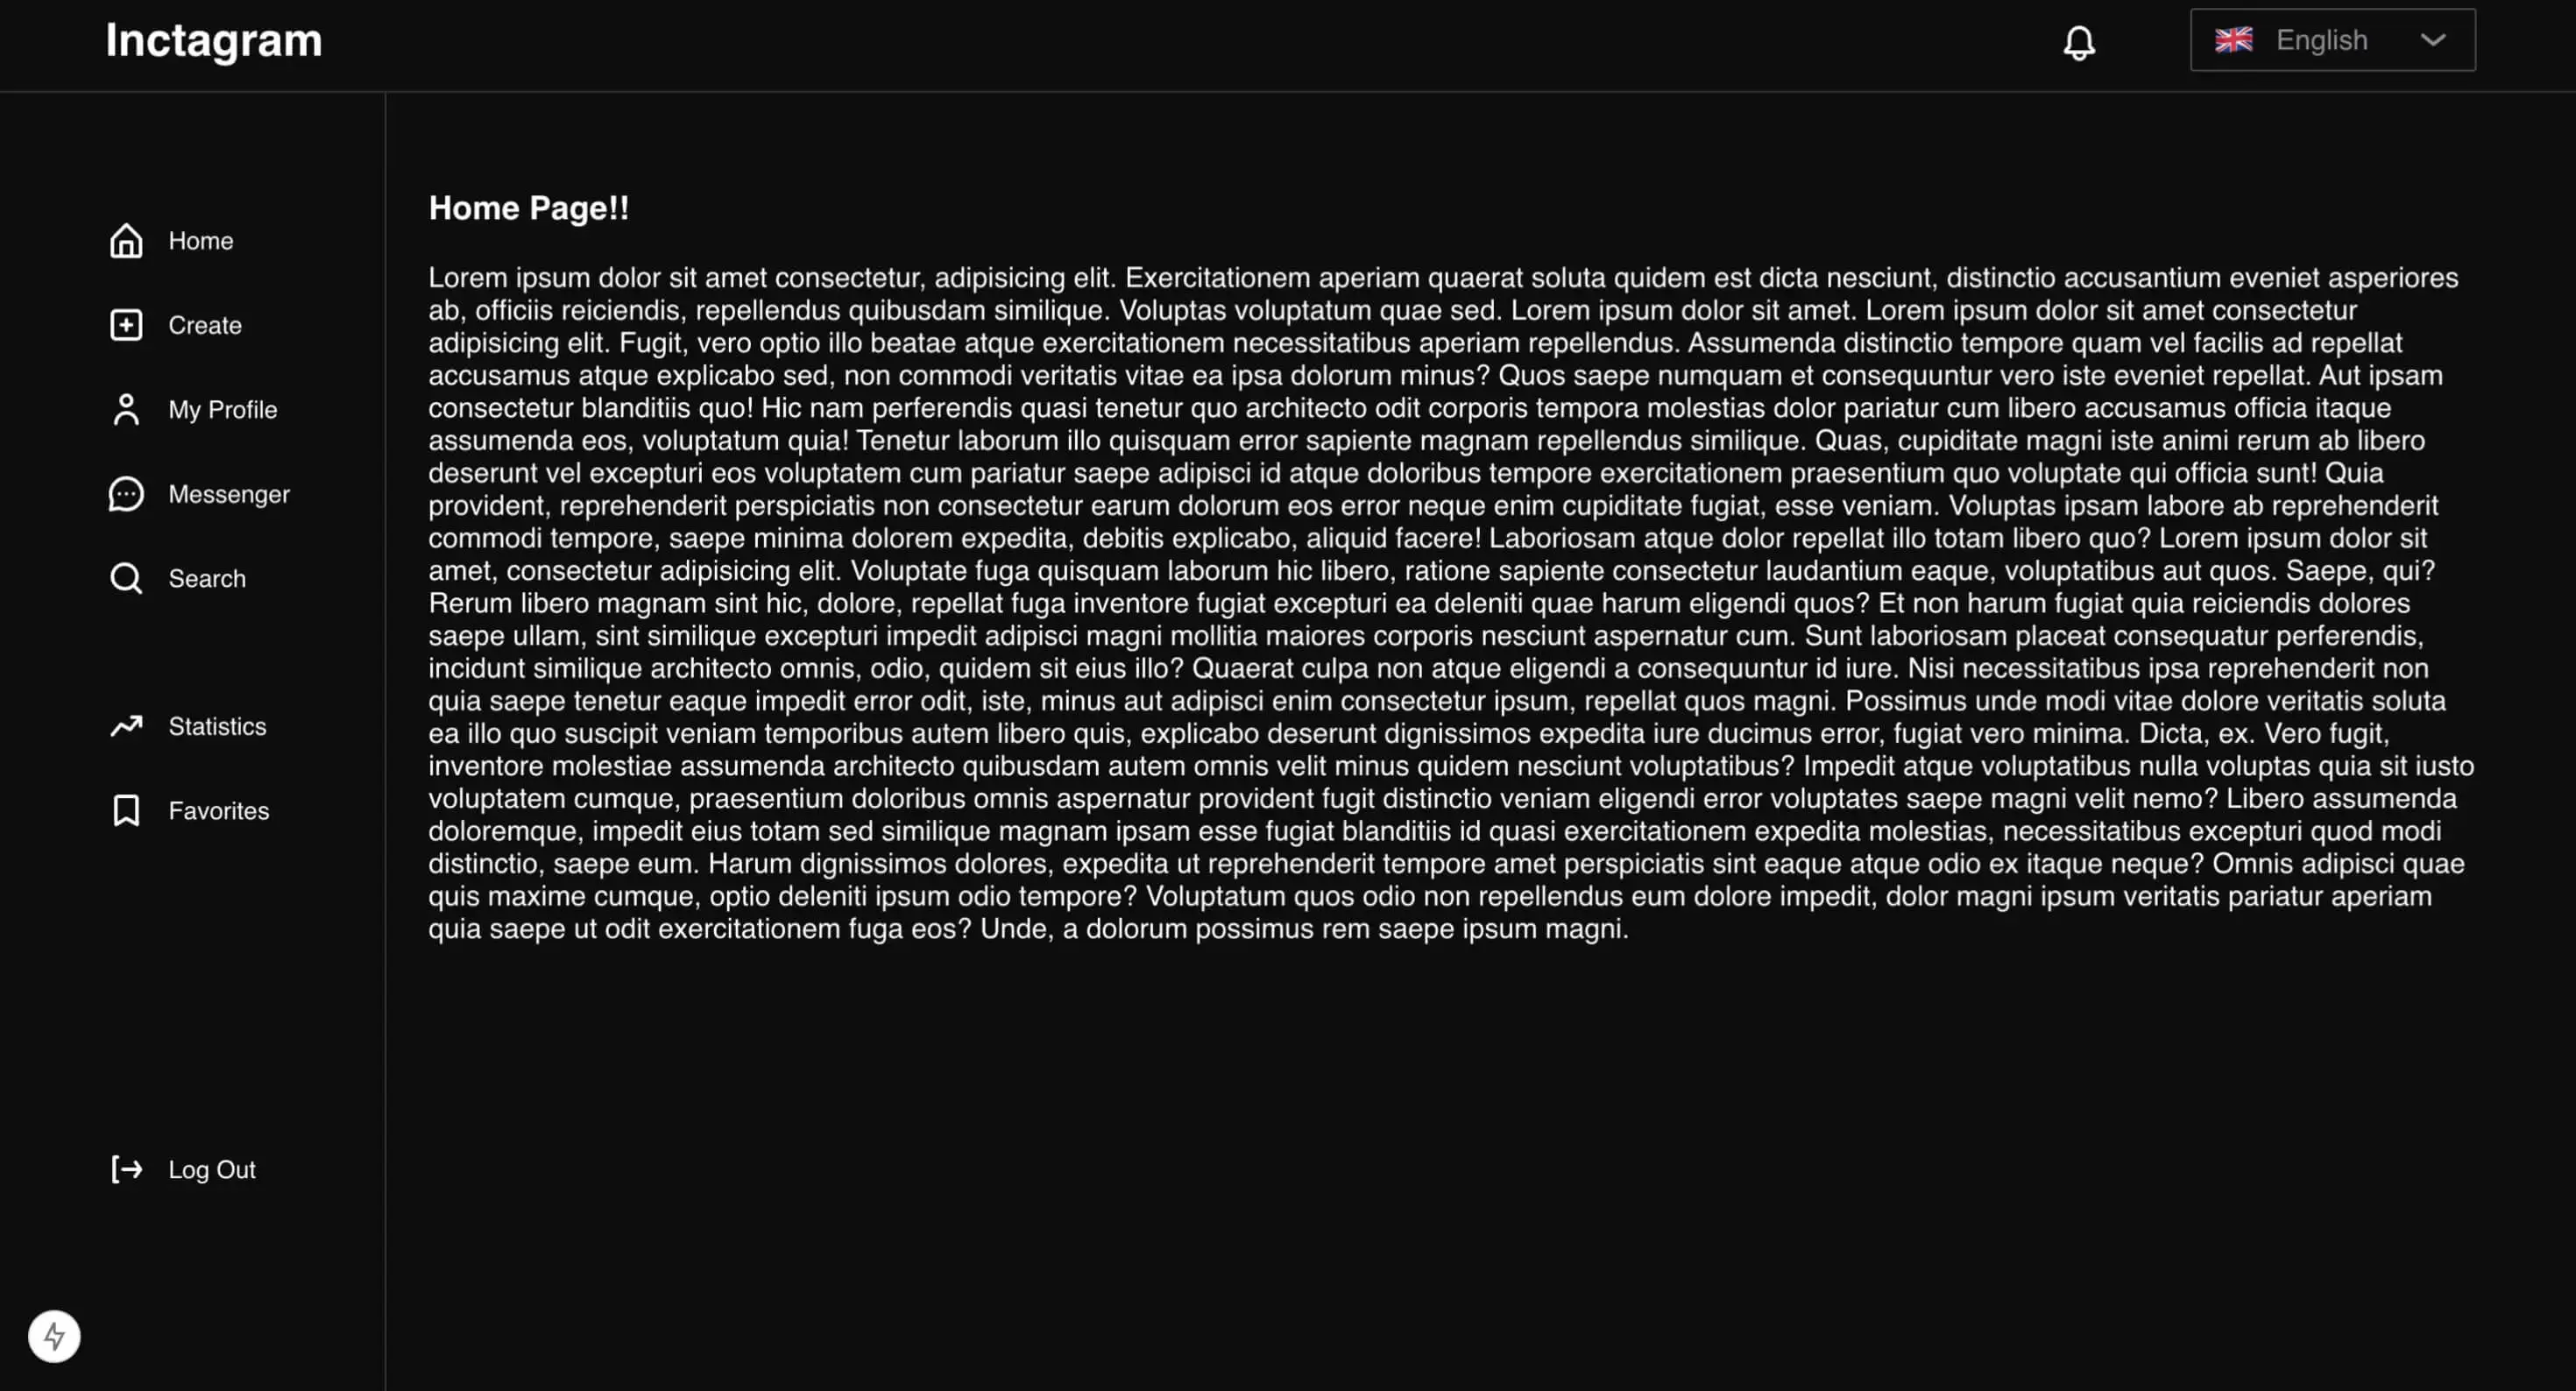 Inctagram
English
Home
Create
My Profile
Messenger
Search
Statistics
Favorites
Log Out
Home Page!!
Lorem ipsum dolor sit amet consectetur, adipisicing elit. Exercitationem aperiam quaerat soluta quidem est dicta nesciunt, distinctio accusantium eveniet asperiores
ab, officiis reiciendis, repellendus quibusdam similique. Voluptas voluptatum quae sed. Lorem ipsum dolor sit amet. Lorem ipsum dolor sit amet consectetur
adipisicing elit. Fugit, vero optio illo beatae atque exercitationem necessitatibus aperiam repellendus. Assumenda distinctio tempore quam vel facilis ad repellat
accusamus atque explicabo sed, non commodi veritatis vitae ea ipsa dolorum minus? Quos saepe numquam et consequuntur vero iste eveniet repellat. Aut ipsam
consectetur blanditiis quo! Hic nam perferendis quasi tenetur quo architecto odit corporis tempora molestias dolor pariatur cum libero accusamus officia itaque
assumenda eos, voluptatum quia! Tenetur laborum illo quisquam error sapiente magnam repellendus similique. Quas, cupiditate magni iste animi rerum ab libero
deserunt vel excepturi eos voluptatem cum pariatur saepe adipisci id atque doloribus tempore exercitationem praesentium quo voluptate qui officia sunt! Quia
provident, reprehenderit perspiciatis non consectetur earum dolorum eos error neque enim cupiditate fugiat, esse veniam. Voluptas ipsam labore ab reprehenderit
commodi tempore, saepe minima dolorem expedita, debitis explicabo, aliquid facere! Laboriosam atque dolor repellat illo totam libero quo? Lorem ipsum dolor sit
amet, consectetur adipisicing elit. Voluptate fuga quisquam laborum hic libero, ratione sapiente consectetur laudantium eaque, voluptatibus aut quos. Saepe, qui?
Rerum libero magnam sint hic, dolore, repellat fuga inventore fugiat excepturi ea deleniti quae harum eligendi quos? Et non harum fugiat quia reiciendis dolores
saepe ullam, sint similique excepturi impedit adipisci magni mollitia maiores corporis nesciunt aspernatur cum. Sunt laboriosam placeat consequatur perferendis,
incidunt similique architecto omnis, odio, quidem sit eius illo? Quaerat culpa non atque eligendi a consequuntur id iure. Nisi necessitatibus ipsa reprehenderit non
quia saepe tenetur eaque impedit error odit, iste, minus aut adipisci enim consectetur ipsum, repellat quos magni. Possimus unde modi vitae dolore veritatis soluta
ea illo quo suscipit veniam temporibus autem libero quis, explicabo deserunt dignissimos expedita iure ducimus error, fugiat vero minima. Dicta, ex. Vero fugit,
inventore molestiae assumenda architecto quibusdam autem omnis velit minus quidem nesciunt voluptatibus? Impedit atque voluptatibus nulla voluptas quia sit iusto
voluptatem cumque, praesentium doloribus omnis aspernatur provident fugit distinctio veniam eligendi error voluptates saepe magni velit nemo? Libero assumenda
doloremque, impedit eius totam sed similique magnam ipsam esse fugiat blanditiis id quasi exercitationem expedita molestias, necessitatibus excepturi quod modi
distinctio, saepe eum. Harum dignissimos dolores, expedita ut reprehenderit tempore amet perspiciatis sint eaque atque odio ex itaque neque? Omnis adipisci quae
quis maxime cumque, optio deleniti ipsum odio tempore? Voluptatum quos odio non repellendus eum dolore impedit, dolor magni ipsum veritatis pariatur aperiam
quia saepe ut odit exercitationem fuga eos? Unde, a dolorum possimus rem saepe ipsum magni.